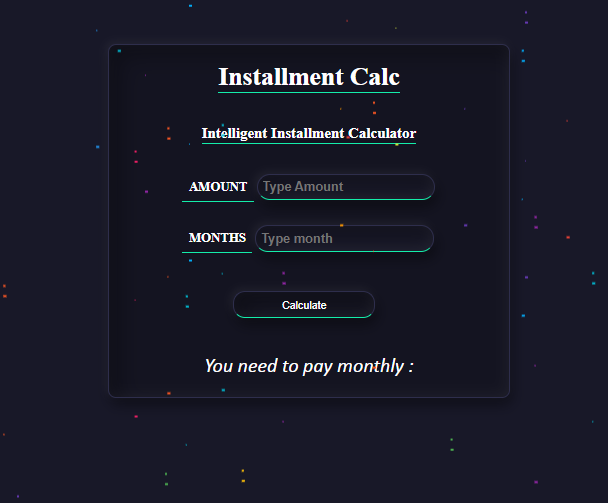 Installment Calc
Intelligent Installment Calculator
AMOUNT Type Amount
MONTHS Type month
Calculate
You need to pay monthly :